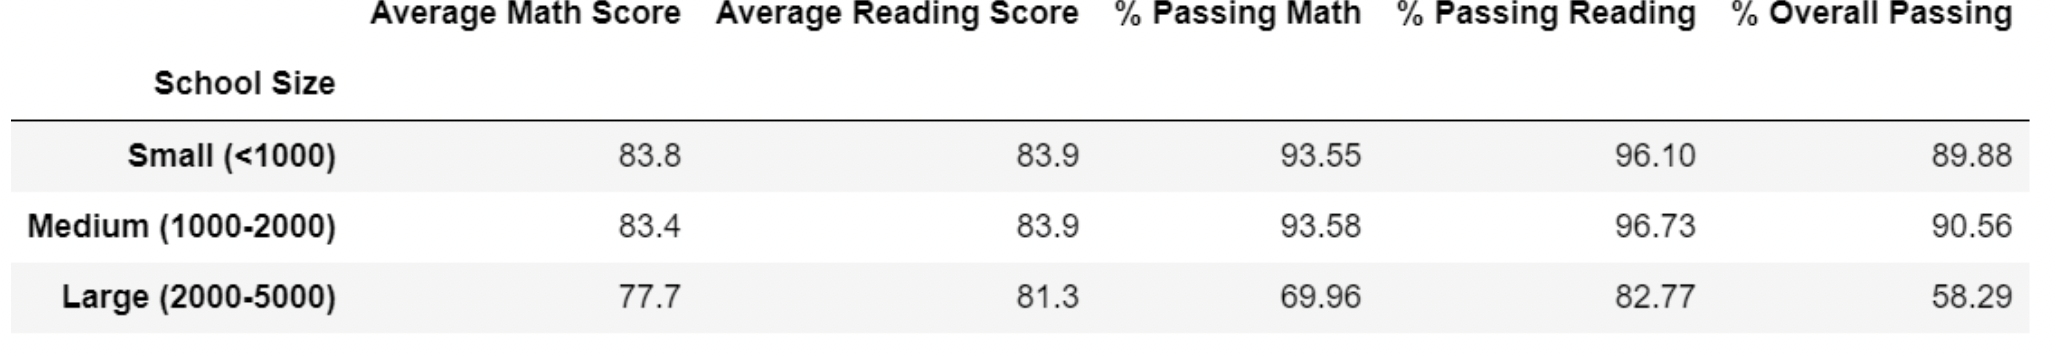 Average Math Score Average Reading Score % Passing Math % Passing Reading % Overall Passing
School Size
Small (<1000) 83.8 83.9 93.55 96.10 89.88
Medium (1000-2000) 83.4 83.9 93.58 96.73 90.56
Large (2000-5000) 77.7 81.3 69.96 82.77 58.29